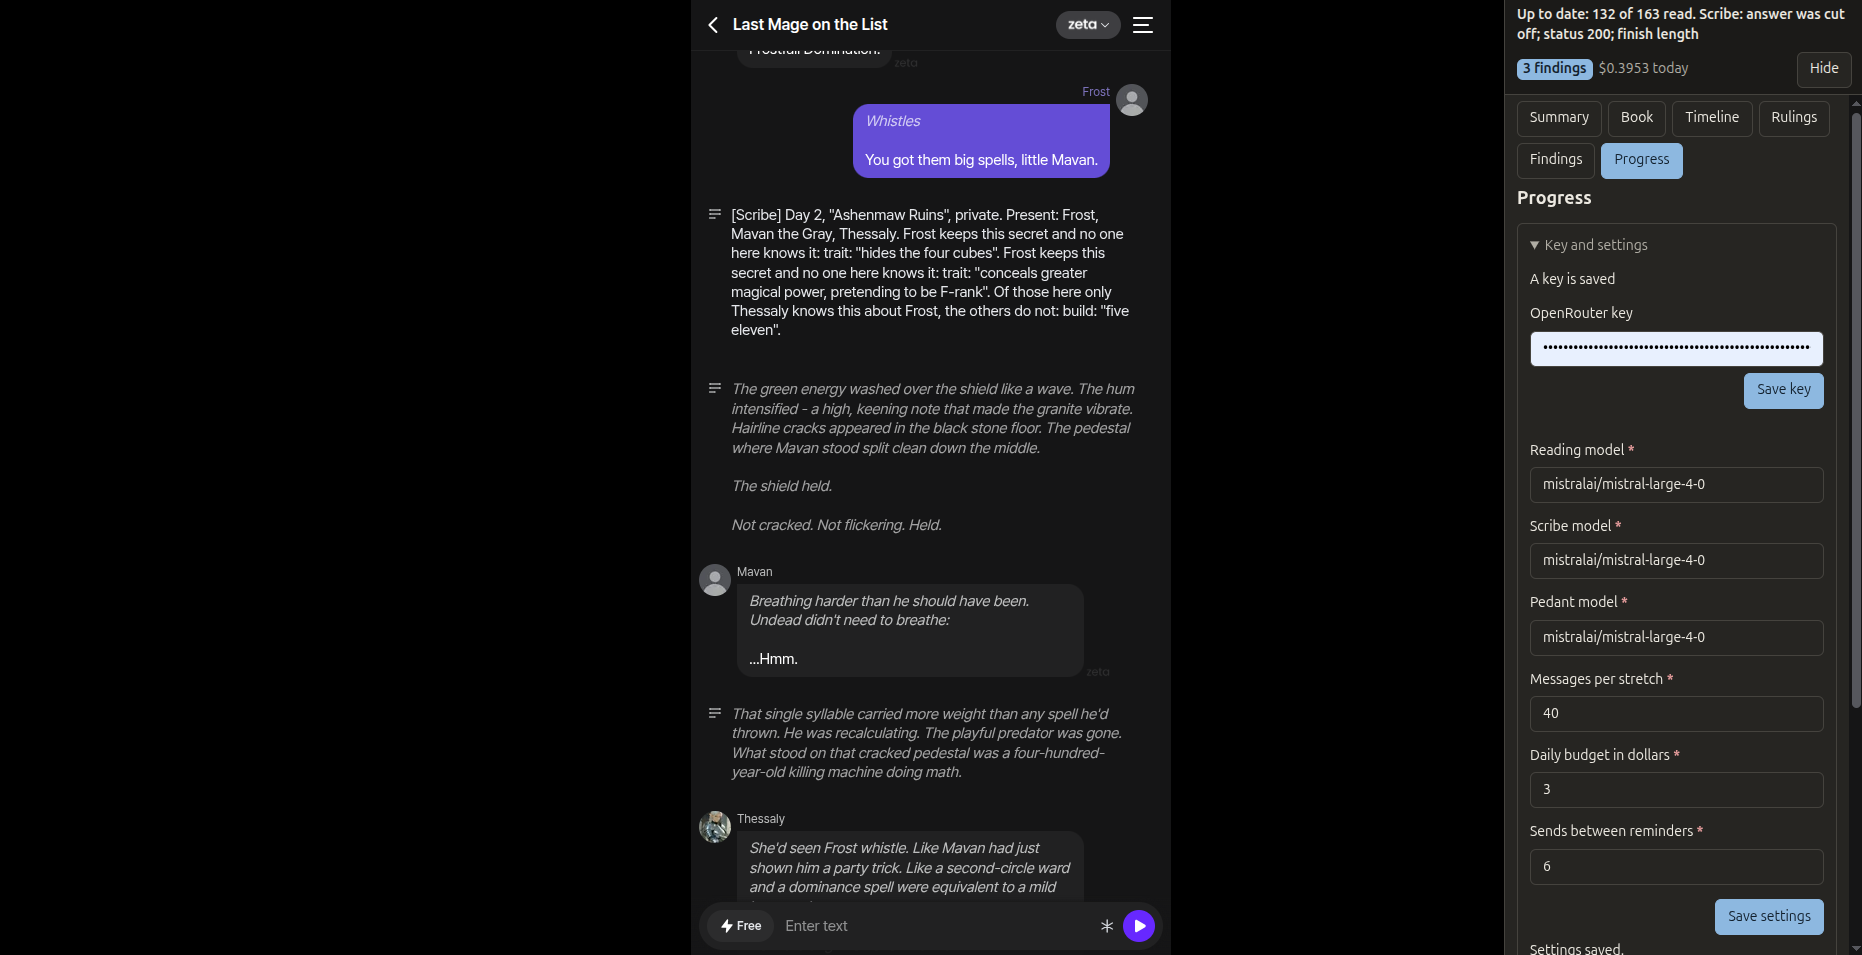 Last Mage on the List
zeta
zeta
Frost
Whistles
You got them big spells, little Mavan.
[Scribe] Day 2, "Ashenmaw Ruins", private. Present: Frost,
Mavan the Gray, Thessaly. Frost keeps this secret and no one
here knows it: trait: "hides the four cubes". Frost keeps this
secret and no one here knows it: trait: "conceals greater
magical power, pretending to be F-rank". Of those here only
Thessaly knows this about Frost, the others do not: build: "five
eleven".
The green energy washed over the shield like a wave. The hum
intensified - a high, keening note that made the granite vibrate.
Hairline cracks appeared in the black stone floor. The pedestal
where Mavan stood split clean down the middle.
The shield held.
Not cracked. Not flickering. Held.
Mavan
Breathing harder than he should have been.
Undead didn't need to breathe:
...Hmm.
zeta
That single syllable carried more weight than any spell he'd
thrown. He was recalculating. The playful predator was gone.
What stood on that cracked pedestal was a four-hundred-
year-old killing machine doing math.
Thessaly
She'd seen Frost whistle. Like Mavan had just
shown him a party trick. Like a second-circle ward
and a dominance spell were equivalent to a mild
Free
Enter text
Up to date: 132 of 163 read. Scribe: answer was cut
off; status 200; finish length
3 findings $0.3953 today
Hide
Summary Book Timeline Rulings
Findings Progress
Progress
▼ Key and settings
A key is saved
OpenRouter key
Save key
Reading model *
mistralai/mistral-large-4-0
Scribe model *
mistralai/mistral-large-4-0
Pedant model *
mistralai/mistral-large-4-0
Messages per stretch *
40
Daily budget in dollars *
3
Sends between reminders *
6
Save settings
Settings saved.